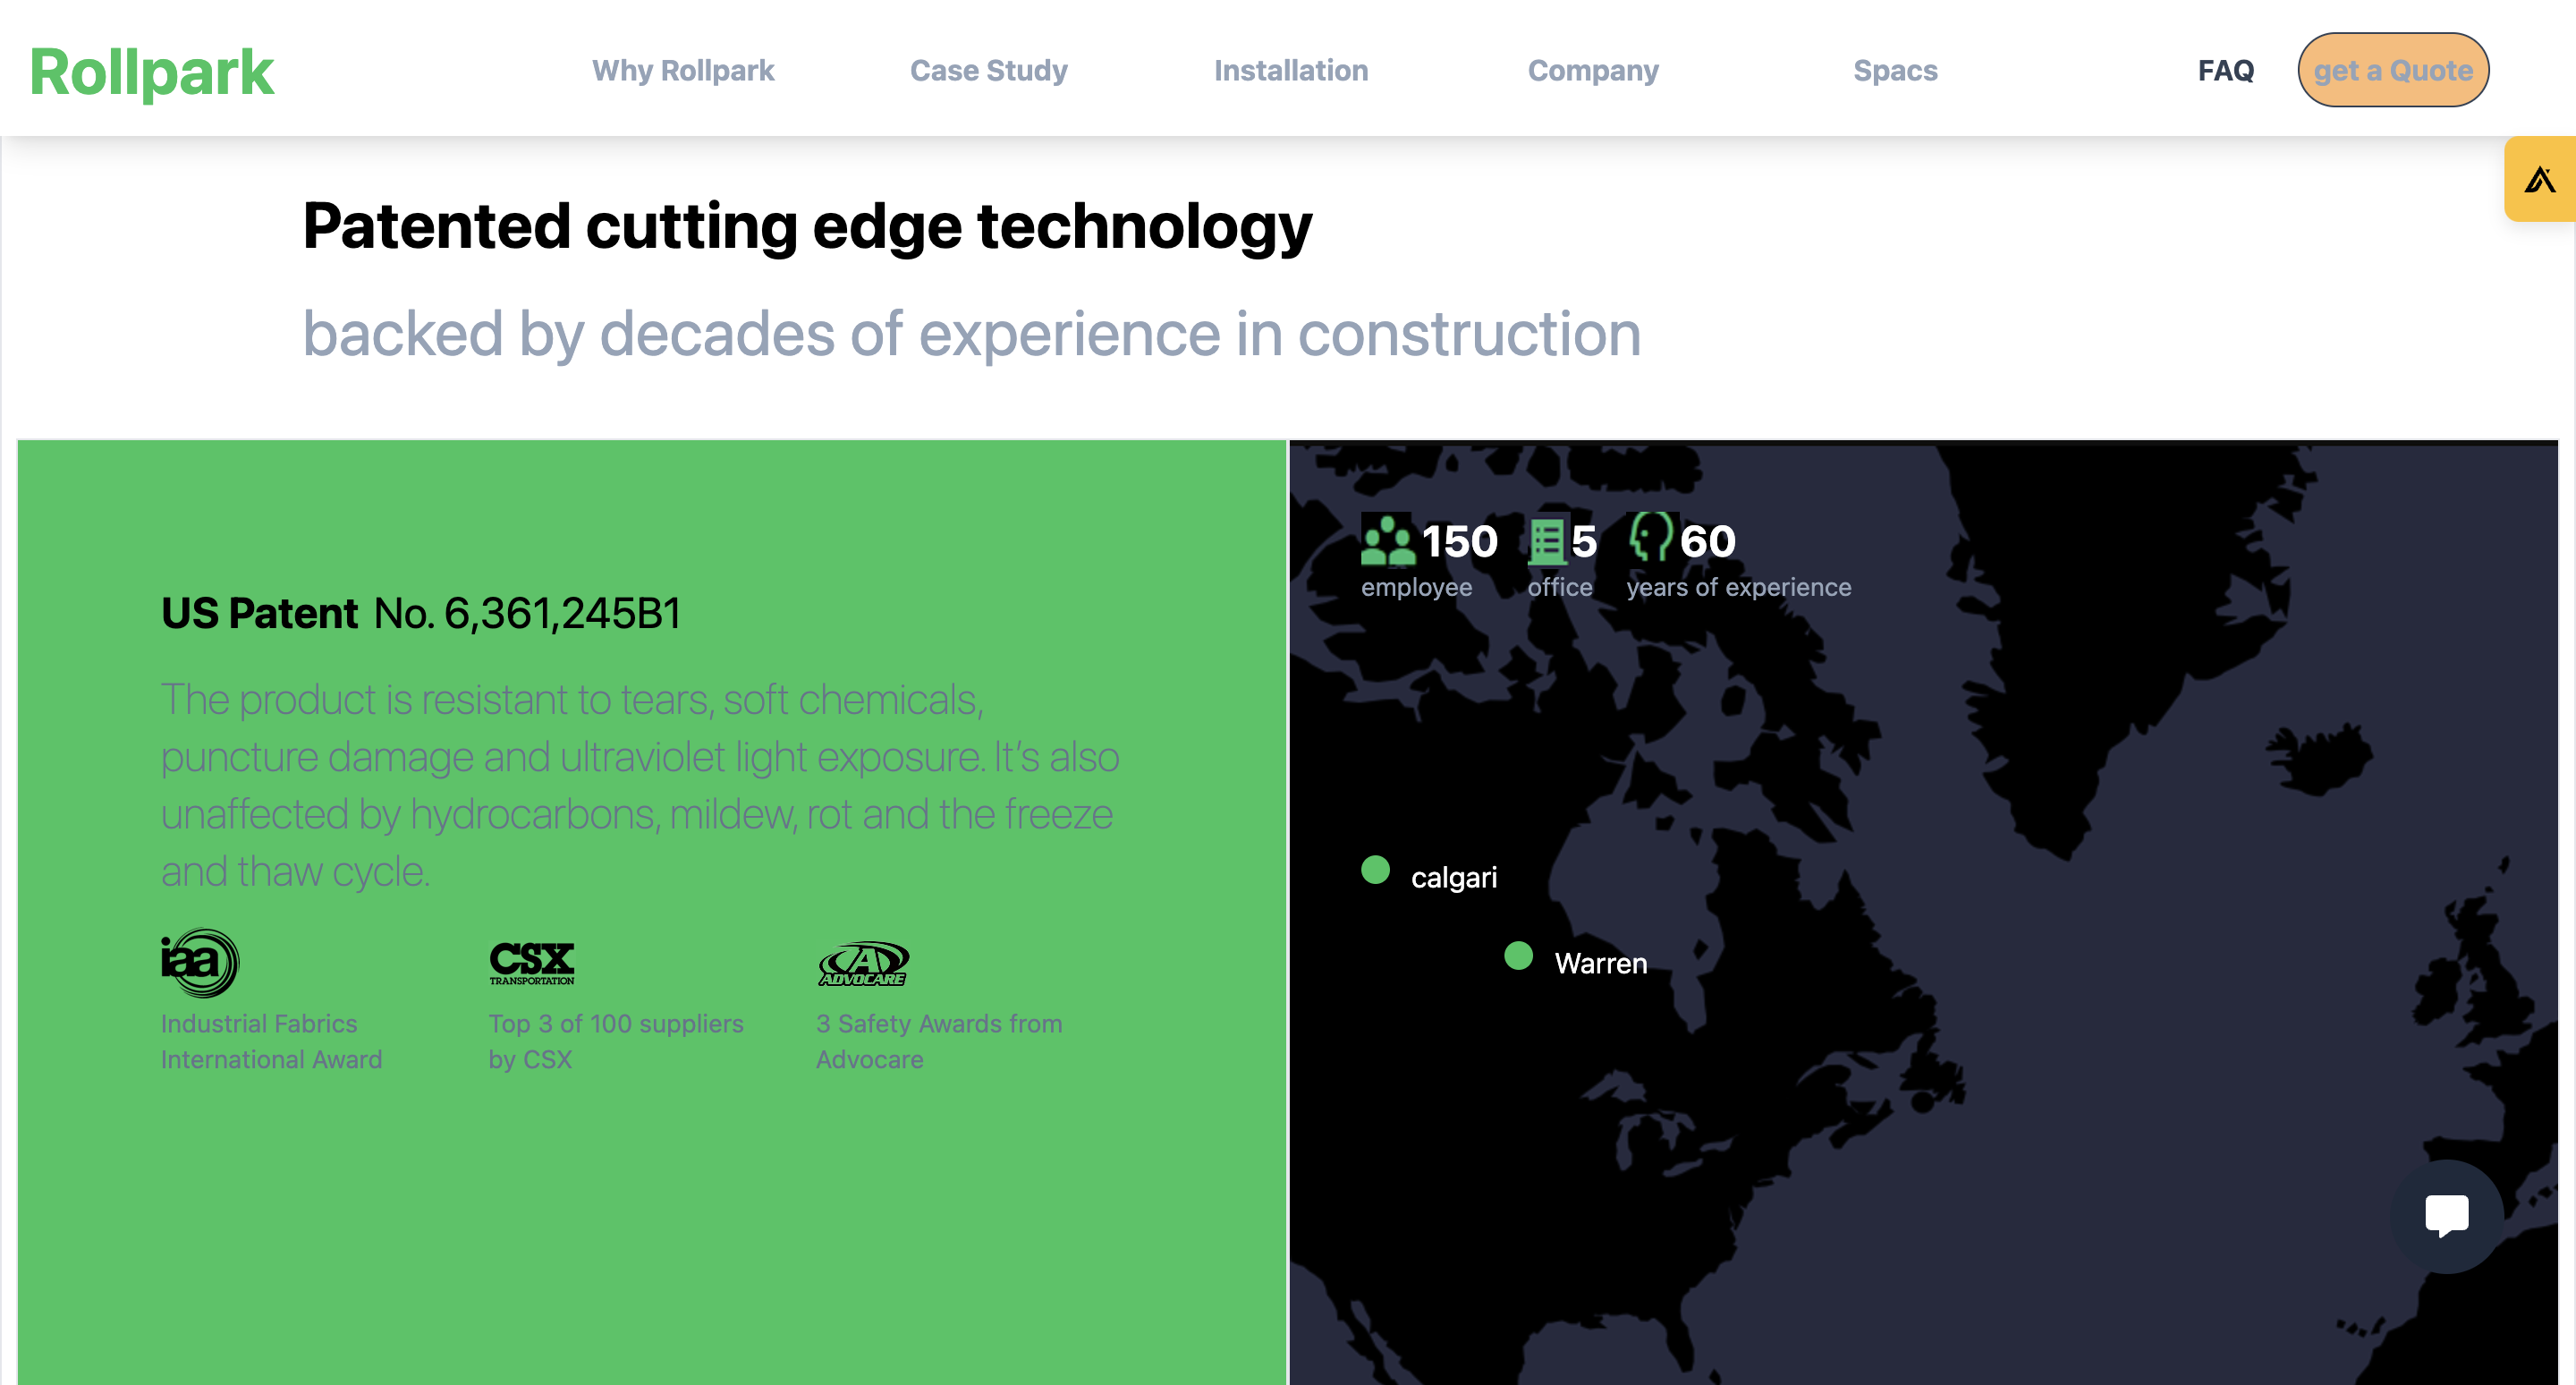 Rollpark
Why Rollpark
Case Study
Installation
Company
Spacs
FAQ
get a Quote
Patented cutting edge technology
backed by decades of experience in construction
US Patent No. 6,361,245B1
The product is resistant to tears, soft chemicals,
puncture damage and ultraviolet light exposure. It's also
unaffected by hydrocarbons, mildew, rot and the freeze
and thaw cycle.
iaa
Industrial Fabrics
International Award
CSX
TRANSPORTATION
Top 3 of 100 suppliers
by CSX
A
ADVOCARE
3 Safety Awards from
Advocare
150
employee
5
office
60
years of experience
calgari
Warren